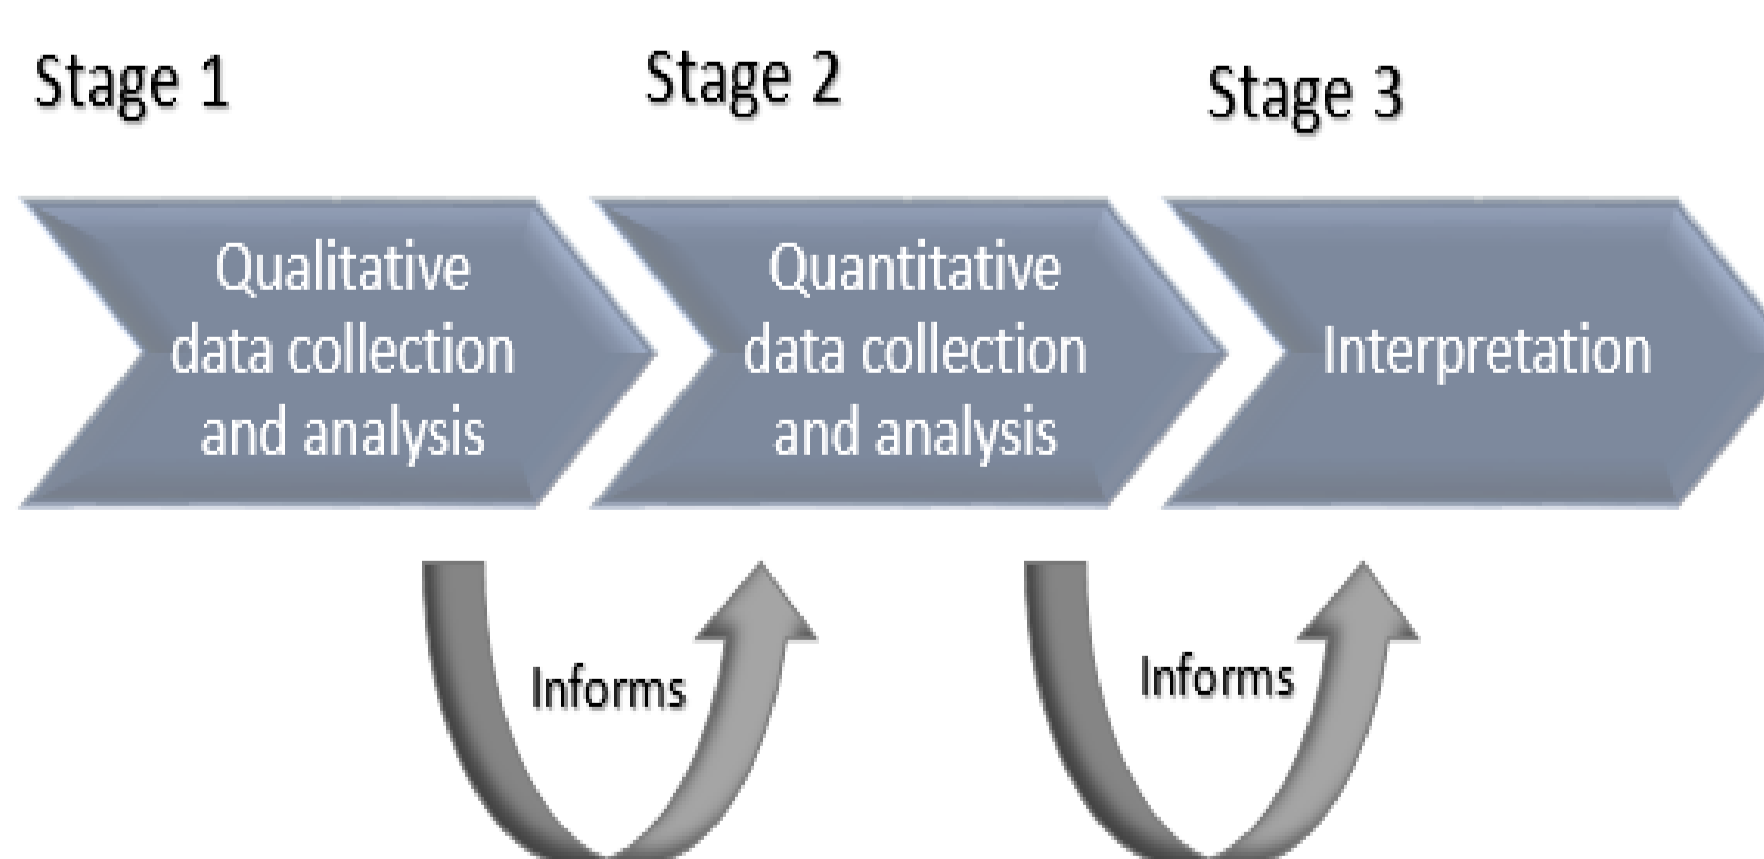 Stage 1
Stage 2
Stage 3
Qualitative
data collection
and analysis
Quantitative
data collection
and analysis
Interpretation
Informs
Informs